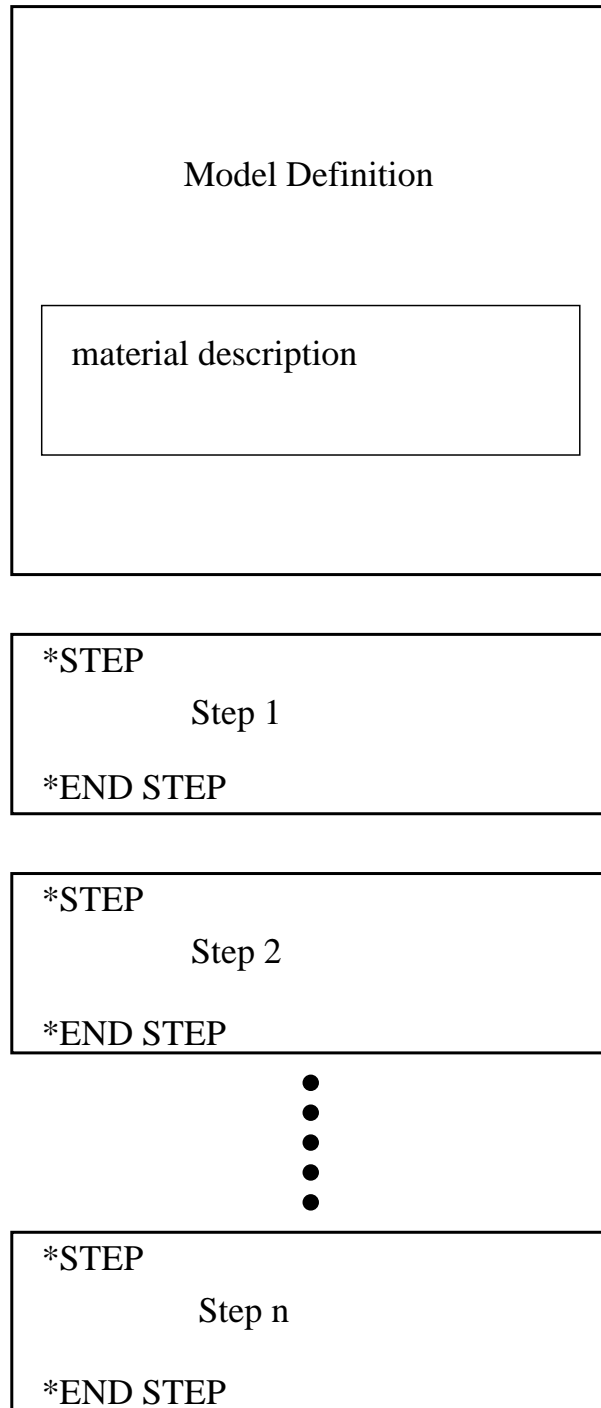 Model Definition
material description
*STEP
Step 1
*END STEP
*STEP
Step 2
*END STEP
*STEP
Step n
*END STEP